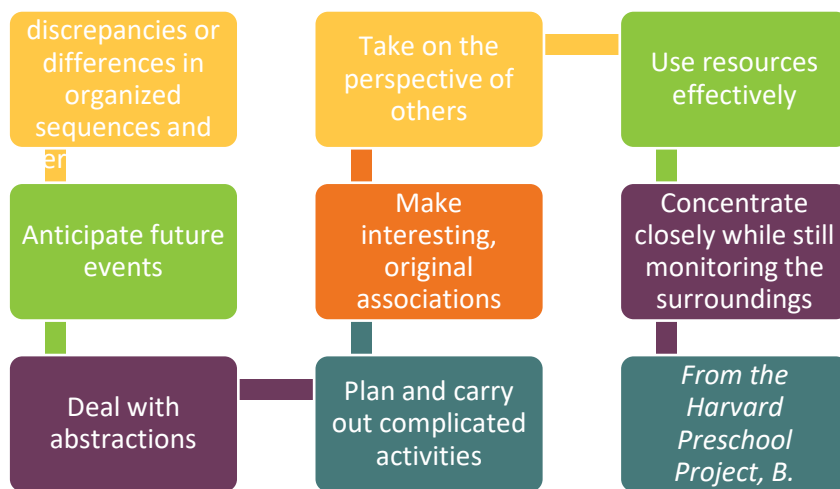 discrepancies or
differences in
organized
sequences and
er
Anticipate future
events
Deal with
abstractions
Plan and carry
out complicated
activities
Make
interesting,
original
associations
Take on the
perspective of
others
Use resources
effectively
Concentrate
closely while still
monitoring the
surroundings
From the
Harvard
Preschool
Project, B.